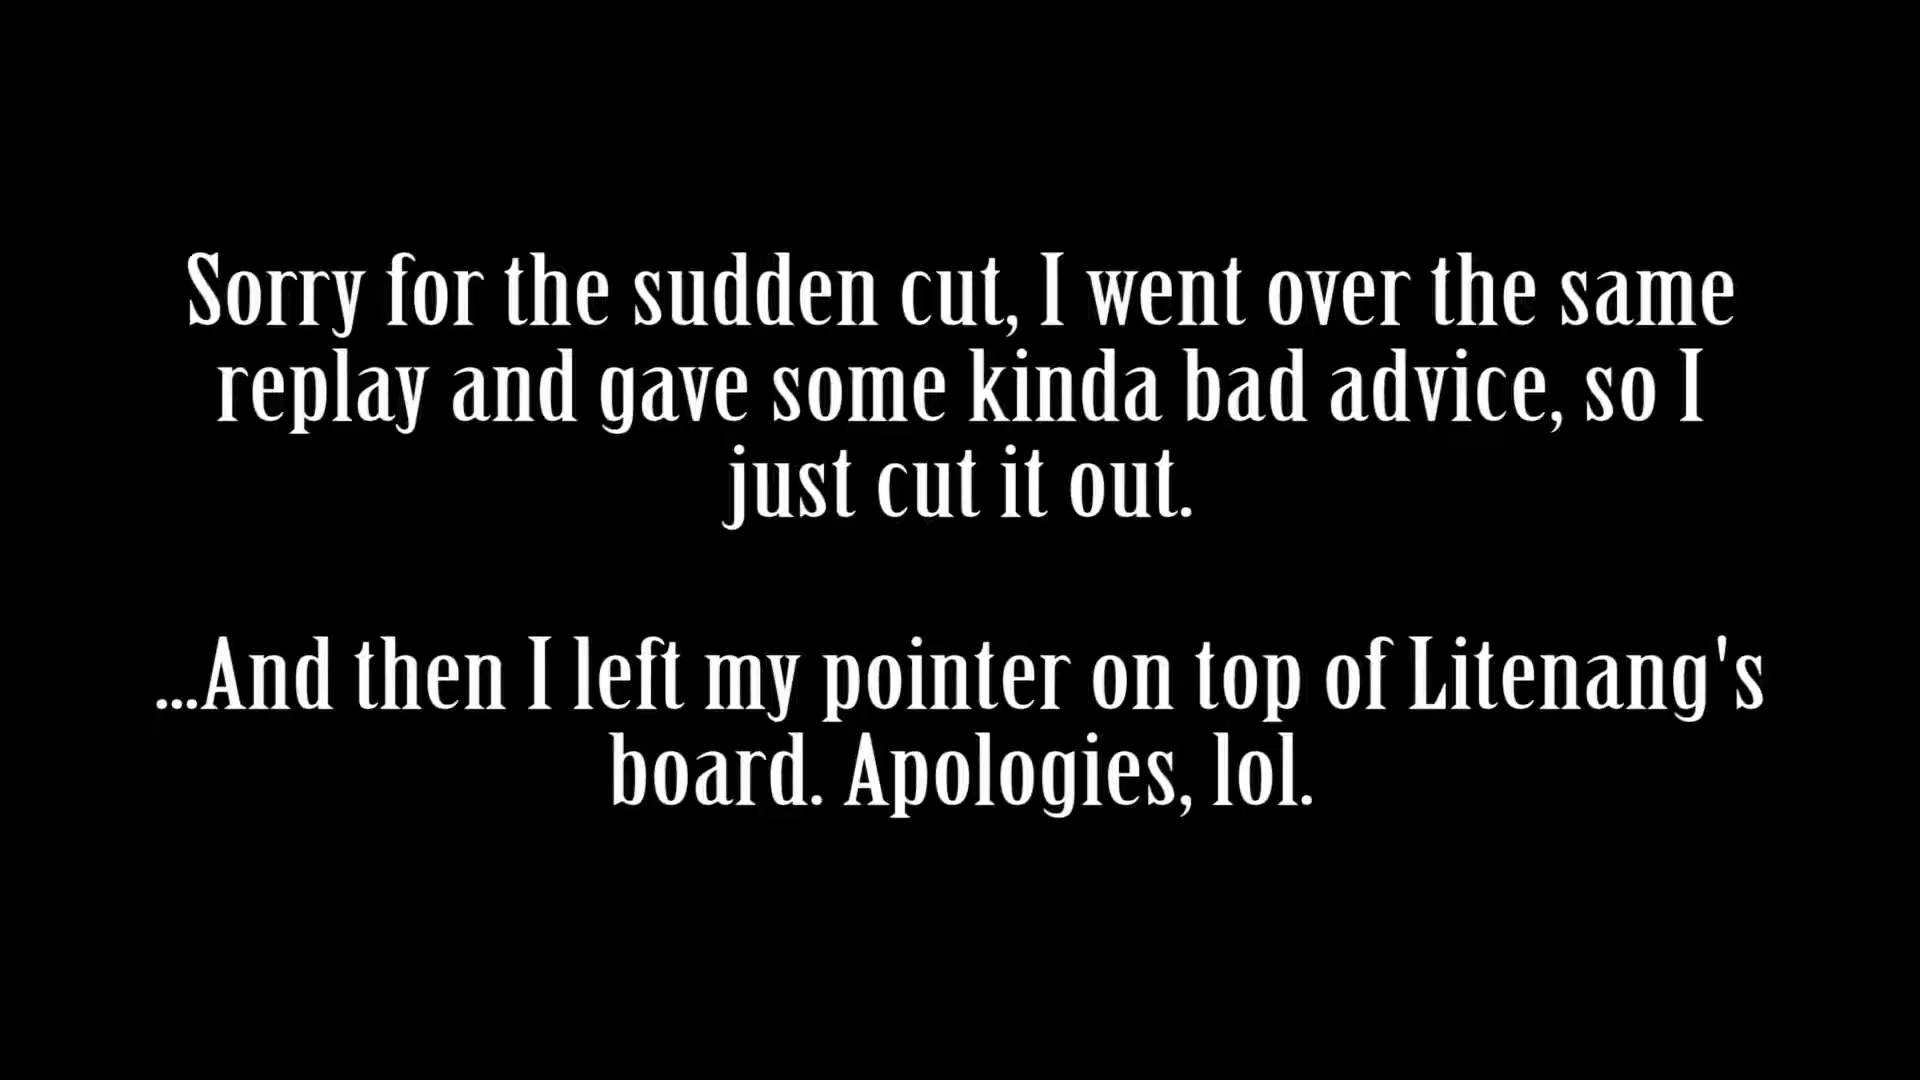 Sorry for the sudden cut, I went over the same
replay and gave some kinda bad advice, so I
just cut it out.
...And then I left my pointer on top of Litenang's
board. Apologies, lol.